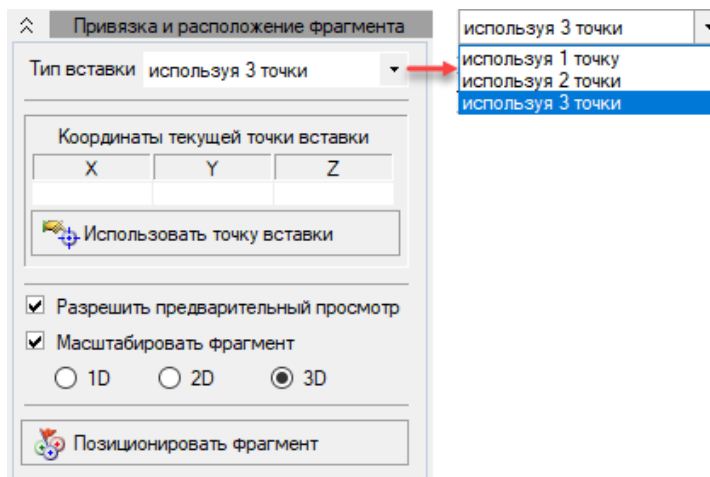 Привязка и расположение фрагмента
Тип вставки используя 3 точки
Координаты текущей точки вставки
X Y Z
Использовать точку вставки
Разрешить предварительный просмотр
Масштабировать фрагмент
1D 2D 3D
Позиционировать фрагмент
используя 3 точки
используя 1 точку
используя 2 точки
используя 3 точки